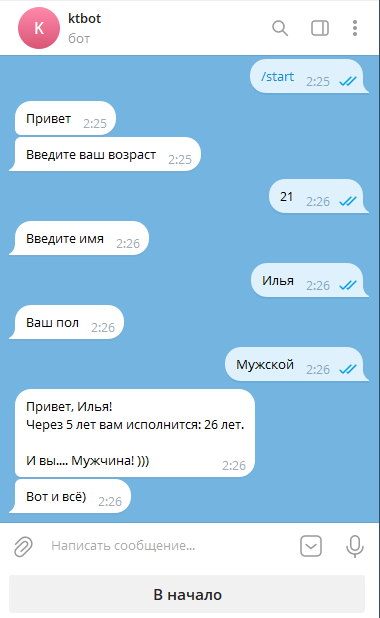 K
ktbot
бот
/start 2:25
Привет 2:25
Введите ваш возраст 2:25
21 2:26
Введите имя 2:26
Илья 2:26
Ваш пол 2:26
Мужской 2:26
Привет, Илья!
Через 5 лет вам исполнится: 26 лет.
И вы.... Мужчина! )))
2:26
Вот и всё) 2:26
Написать сообщение...
В начало